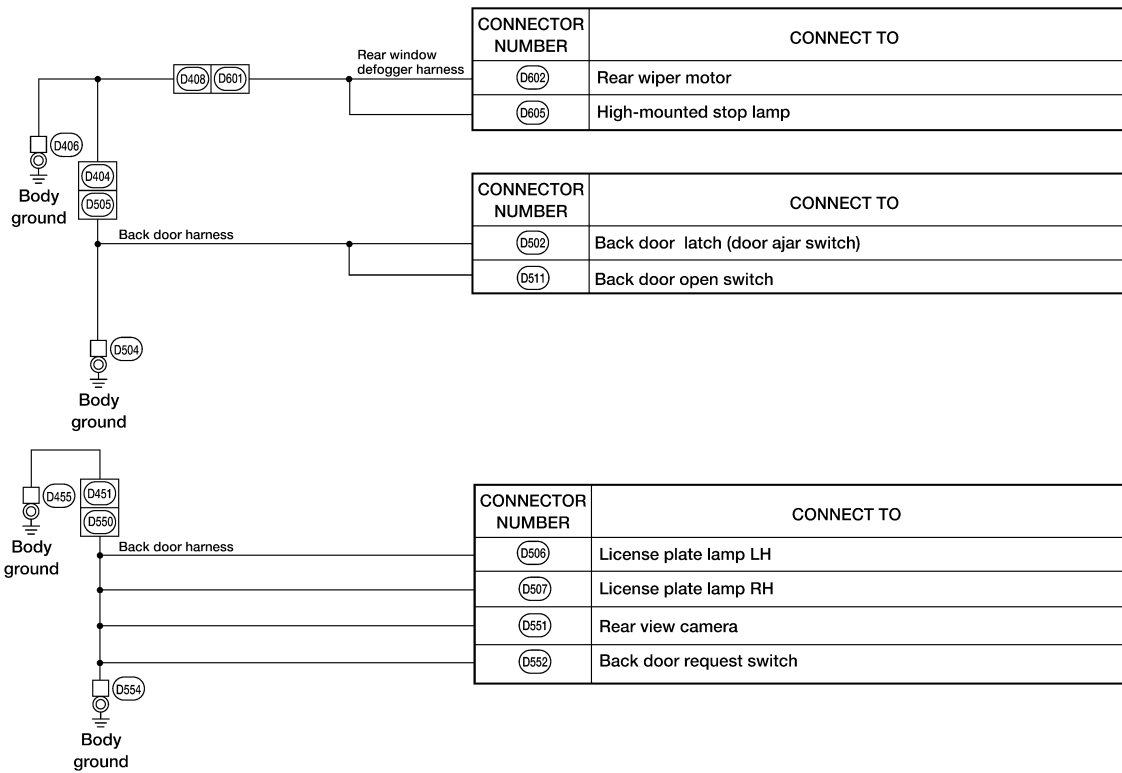 CONNECTOR
NUMBER
CONNECT TO
Rear window
defogger harness
D408 D601
D602 Rear wiper motor
D605 High-mounted stop lamp
D406
Body
ground
D404
D505
CONNECTOR
NUMBER
CONNECT TO
Back door harness
D502 Back door latch (door ajar switch)
D511 Back door open switch
D504
Body
ground
D455
D451
D550
Body
ground
CONNECTOR
NUMBER
CONNECT TO
Back door harness
D506 License plate lamp LH
D507 License plate lamp RH
D551 Rear view camera
D552 Back door request switch
D554
Body
ground